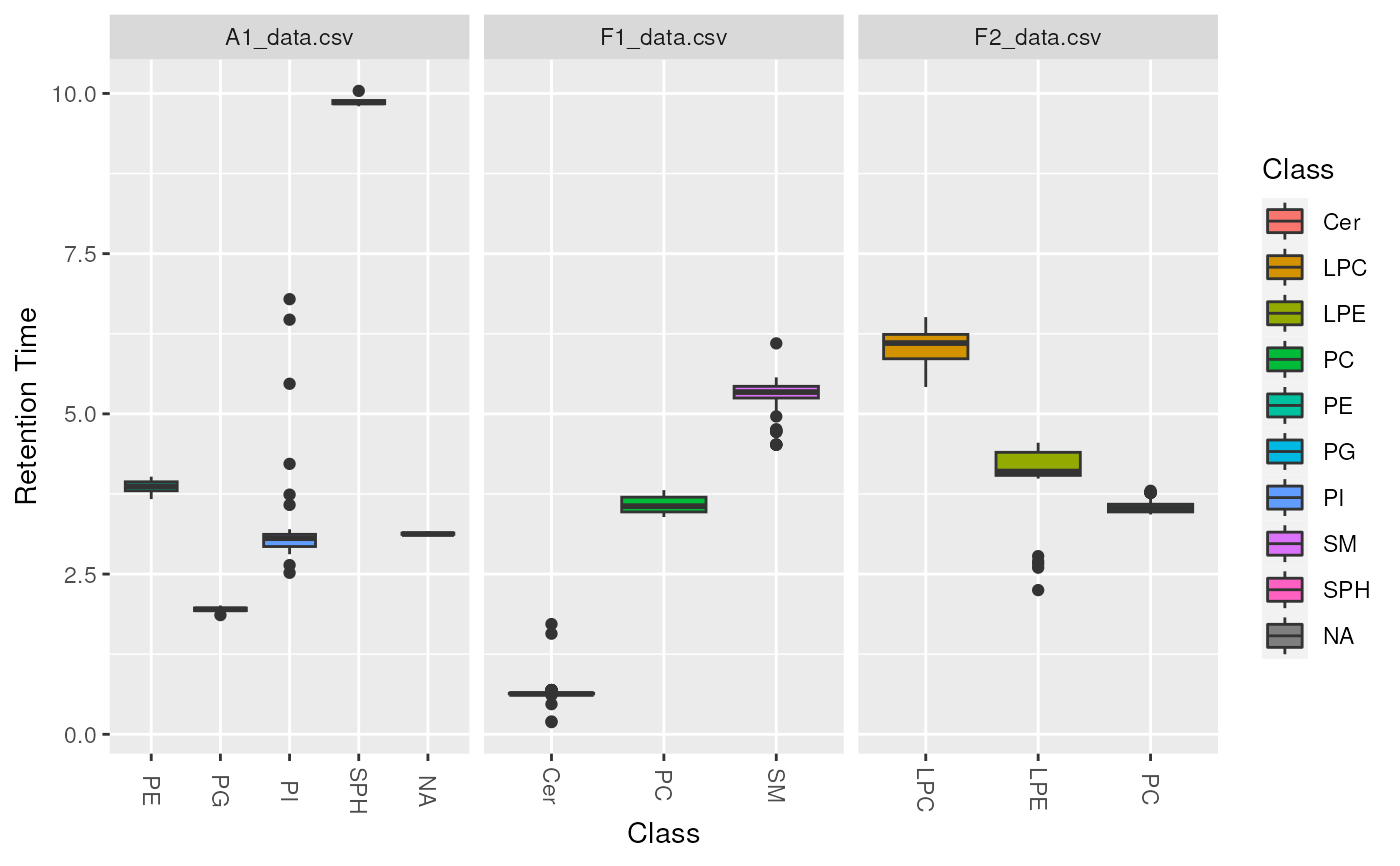 A1_data.csv
F1_data.csv
F2_data.csv
Retention Time
10.0
7.5
5.0
2.5
0.0
PE
PG
PI
SPH
NA
Cer
PC
SM
LPC
LPE
PC
Class
Class
Cer
LPC
LPE
PC
PE
PG
PI
SM
SPH
NA